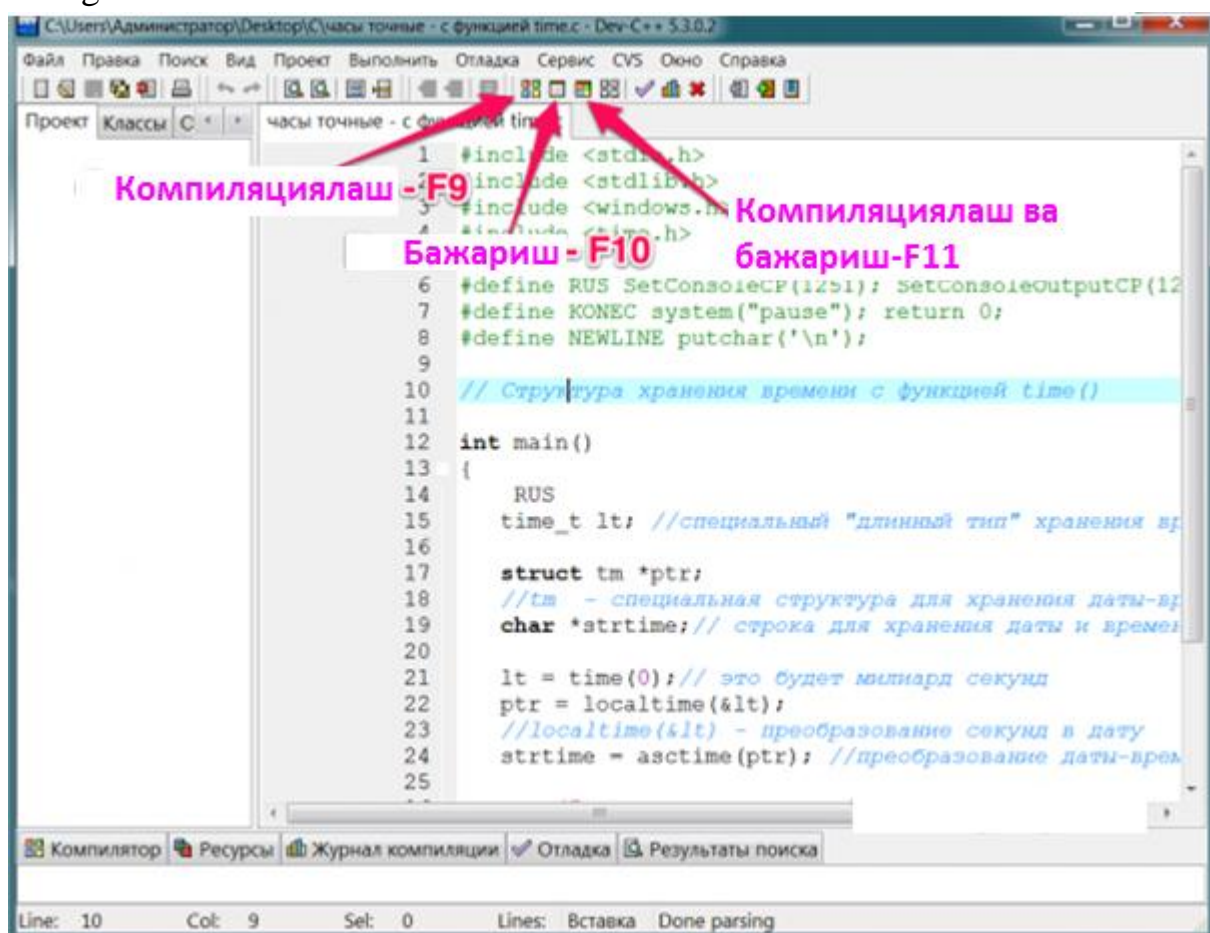 C:\Users\Администратор\Desktop\C\часы точные - с функцией time.c - Dev-C++ 5.3.0.2
Файл Правка Поиск Вид Проект Выполнить Отладка Сервис CVS Окно Справка
Проект Классы С
часы точные - с функцией tim
Компиляциялаш - F9
Бажариш - F10
Компиляциялаш ва
бажариш-F11
1 #include <stdio.h>
2 #include <stdlib.h>
3 #include <windows.h>
4 #include <time.h>
6 #define RUS SetConsoleCP(1251); SetConsoleOutputCP(12
7 #define KONEC system("pause"); return 0;
8 #define NEWLINE putchar('\n');
9
10 // Структура хранения времени с функцией time()
11
12 int main()
13 {
14 RUS
15 time_t lt; //специальный "длинный тип" хранения вр
16
17 struct tm *ptr;
18 //tm - специальная структура для хранения даты-вр
19 char *strtime;// строка для хранения даты и времен
20
21 lt = time(0);// это будет милиард секунд
22 ptr = localtime(&lt);
23 //localtime(&lt) - преобразование секунд в дату
24 strtime = asctime(ptr); //преобразование даты-врем
25
Компилятор Ресурсы Журнал компиляции Отладка Результаты поиска
Line: 10 Col: 9 Sel: 0 Lines: Вставка Done parsing